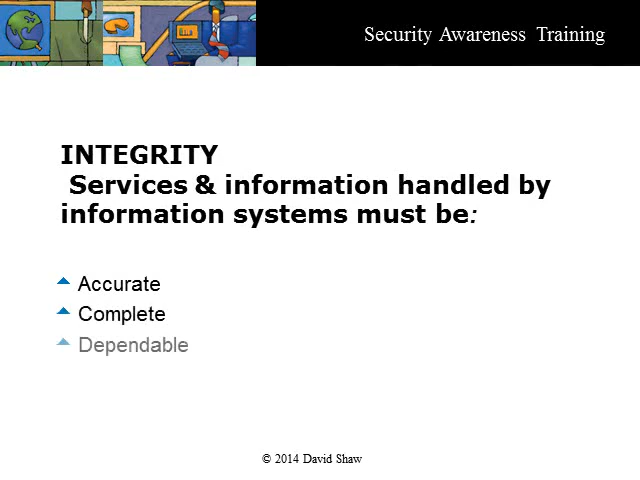 Security Awareness Training
INTEGRITY
Services & information handled by
information systems must be:
Accurate
Complete
Dependable
© 2014 David Shaw